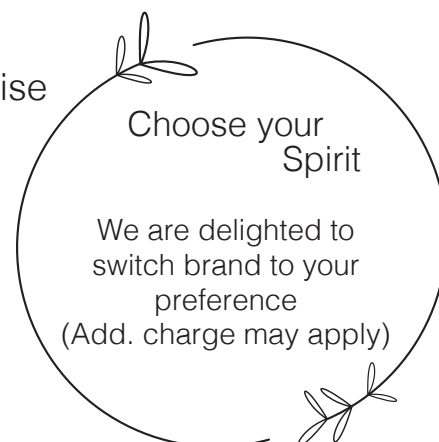 ise
Choose your
Spirit
We are delighted to
switch brand to your
preference
(Add. charge may apply)